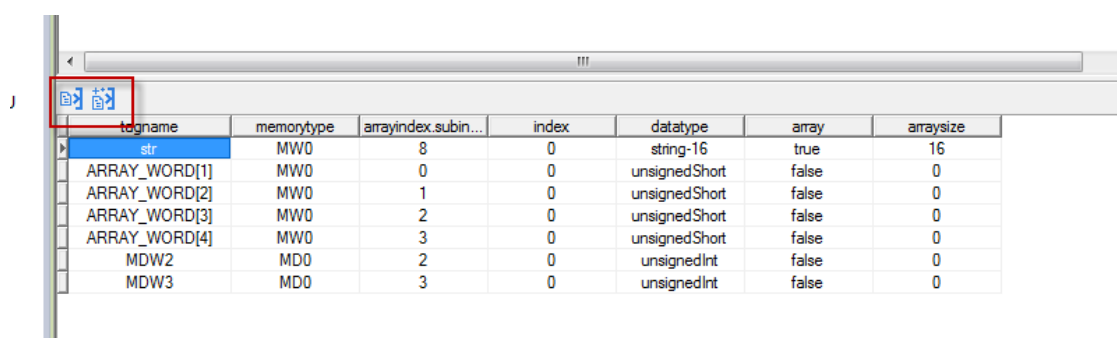 J
tagname memorytype arrayindex.subin... index datatype array arraysize
str MW0 8 0 string-16 true 16
ARRAY_WORD[1] MW0 0 0 unsignedShort false 0
ARRAY_WORD[2] MW0 1 0 unsignedShort false 0
ARRAY_WORD[3] MW0 2 0 unsignedShort false 0
ARRAY_WORD[4] MW0 3 0 unsignedShort false 0
MDW2 MD0 2 0 unsignedInt false 0
MDW3 MD0 3 0 unsignedInt false 0